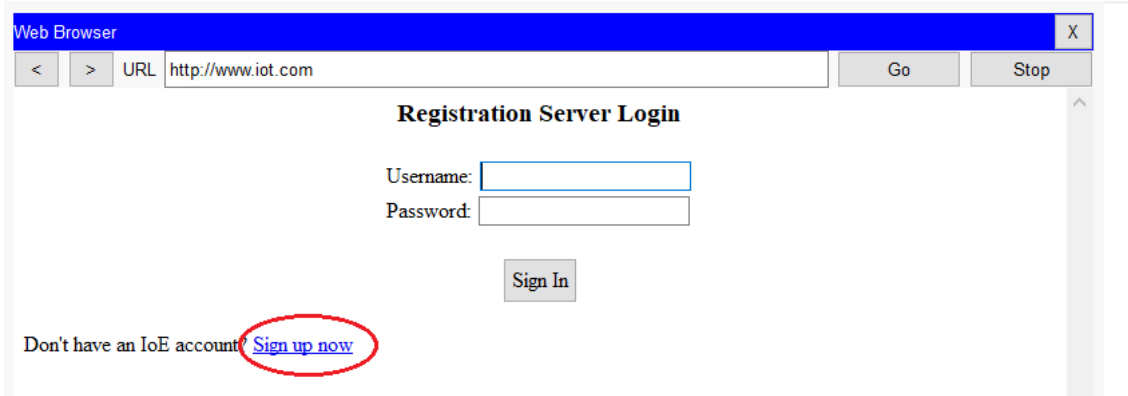 Web Browser X
< > URL http://www.iot.com Go Stop
Registration Server Login
Username:
Password:
Sign In
Don't have an IoE account? Sign up now